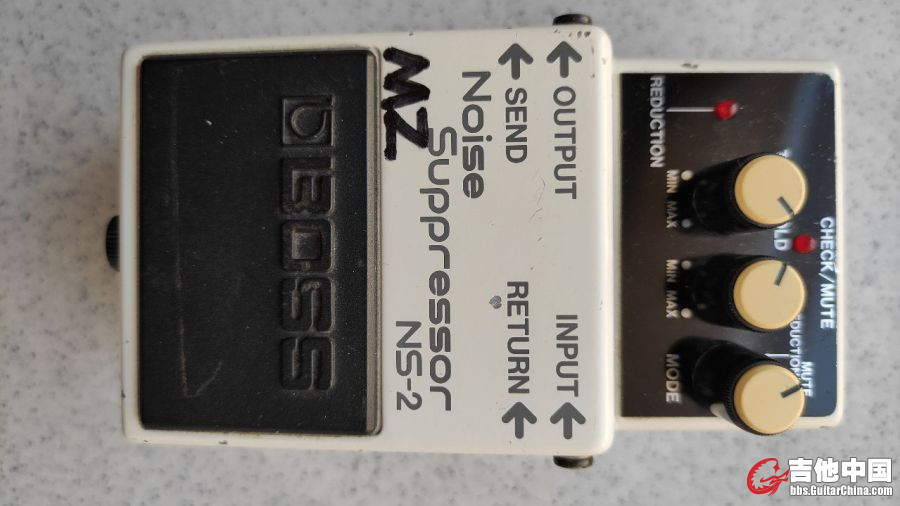 REDUCTION
CHECK/MUTE
MIN MAX
MIN MAX
MODE
MUTE
OUTPUT
INPUT
SEND
RETURN
Noise
Suppressor
NS-2
MZ
BOSS
吉他中国
bbs.GuitarChina.com